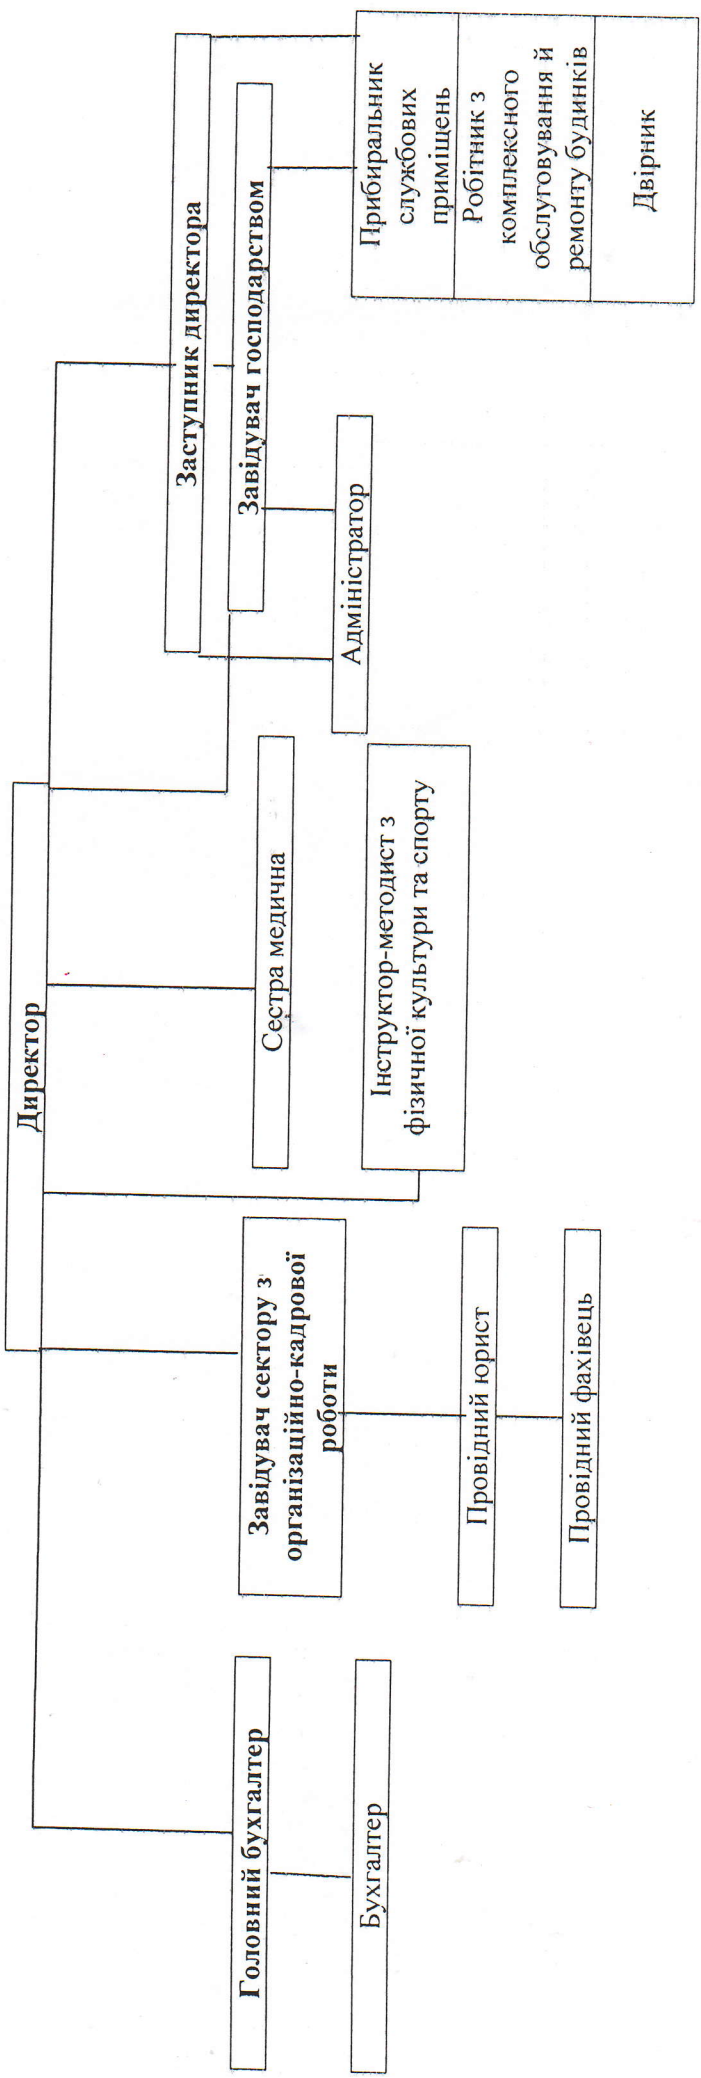 Директор
Головний бухгалтер
Бухгалтер
Завідувач сектору з
організаційно-кадрової
роботи
Провідний юрист
Провідний фахівець
Сестра медична
Інструктор-методист з
фізичної культури та спорту
Заступник директора
Завідувач господарством
Адміністратор
Прибиральник
службових
приміщень
Робітник з
комплексного
обслуговування й
ремонту будинків
Двірник